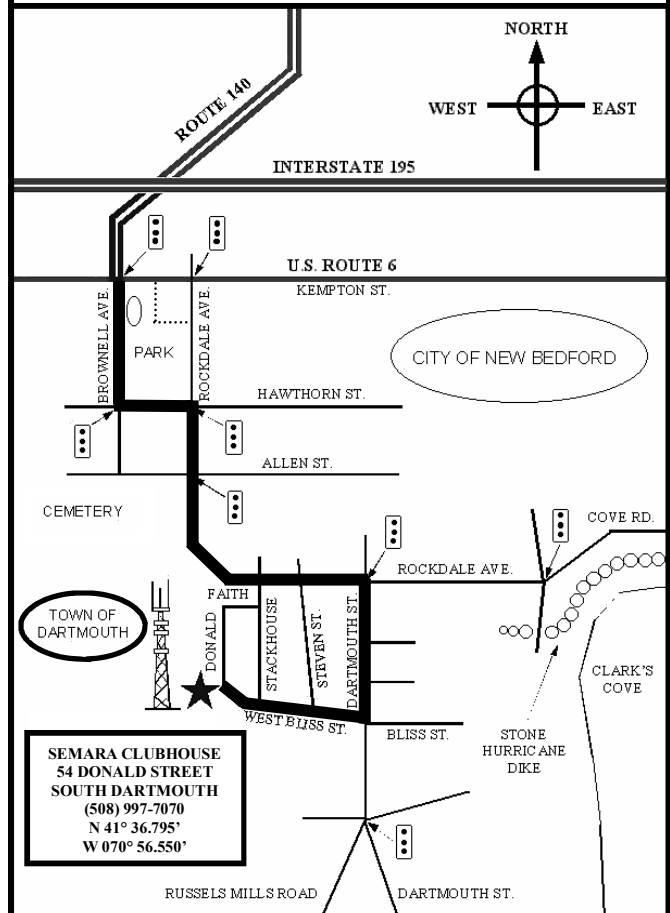 NORTH
WEST
EAST
ROUTE 140
INTERSTATE 195
U.S. ROUTE 6
KEMPTON ST.
BROWNELL AVE.
PARK
ROCKDALE AVE.
CITY OF NEW BEDFORD
HAWTHORN ST.
ALLEN ST.
CEMETERY
COVE RD.
ROCKDALE AVE.
FAITH
TOWN OF
DARTMOUTH
DONALD
STACKHOUSE
STEVEN ST.
DARTMOUTH ST.
CLARK'S
COVE
WEST BLISS ST.
BLISS ST.
STONE
HURRICANE
DIKE
SEMARA CLUBHOUSE
54 DONALD STREET
SOUTH DARTMOUTH
(508) 997-7070
N 41° 36.795’
W 070° 56.550’
RUSSELS MILLS ROAD
DARTMOUTH ST.